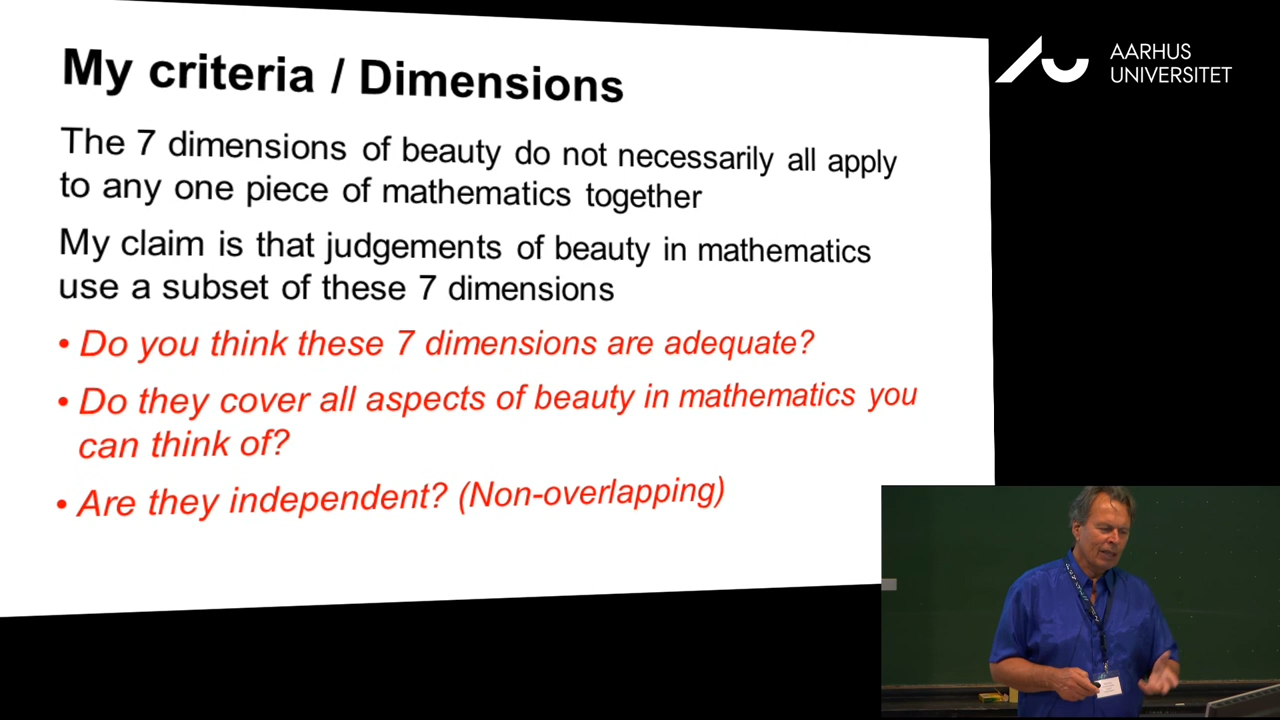 My criteria / Dimensions
AARHUS
UNIVERSITET
The 7 dimensions of beauty do not necessarily all apply
to any one piece of mathematics together
My claim is that judgements of beauty in mathematics
use a subset of these 7 dimensions
• Do you think these 7 dimensions are adequate?
• Do they cover all aspects of beauty in mathematics you
can think of?
• Are they independent? (Non-overlapping)